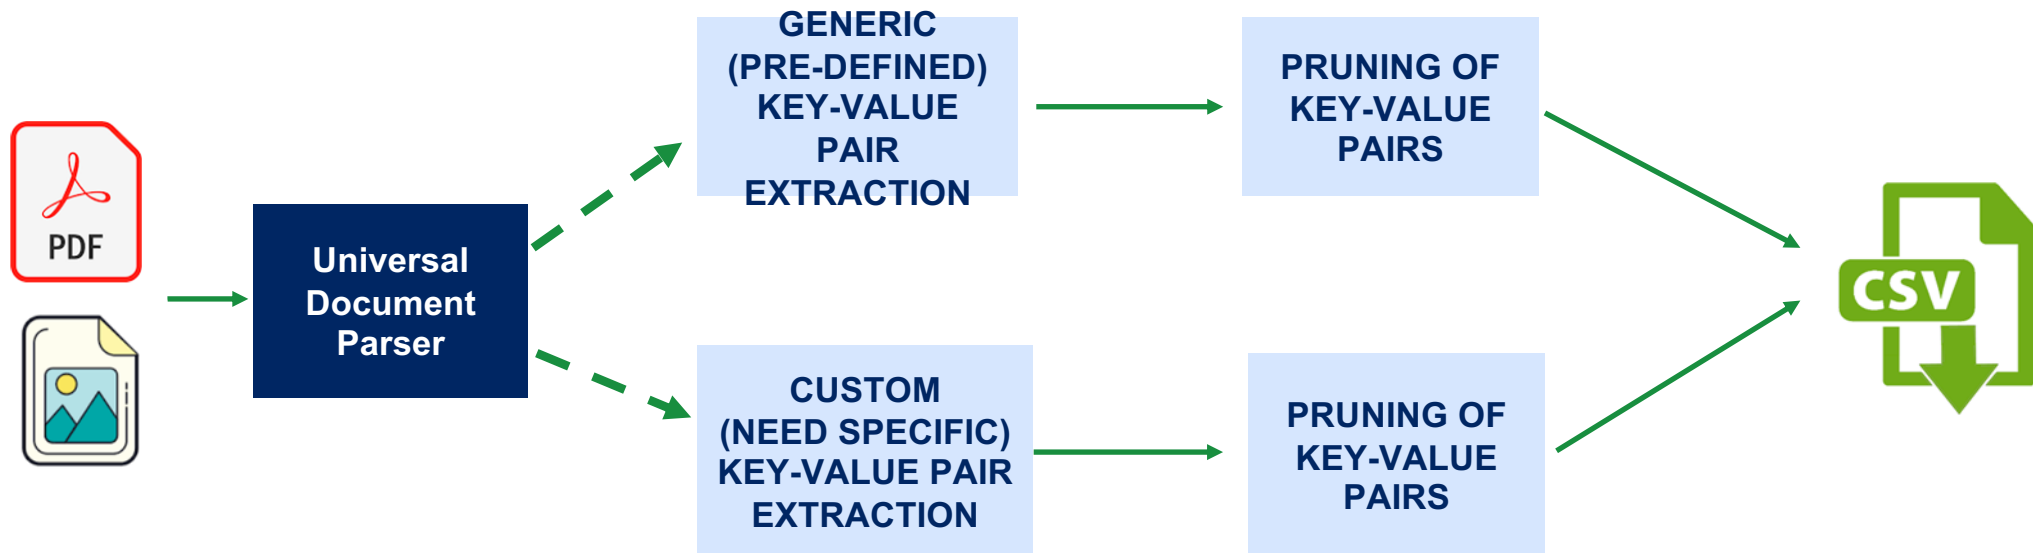 PDF
Universal
Document
Parser
GENERIC
(PRE-DEFINED)
KEY-VALUE
PAIR
EXTRACTION
PRUNING OF
KEY-VALUE
PAIRS
CUSTOM
(NEED SPECIFIC)
KEY-VALUE PAIR
EXTRACTION
PRUNING OF
KEY-VALUE
PAIRS
CSV